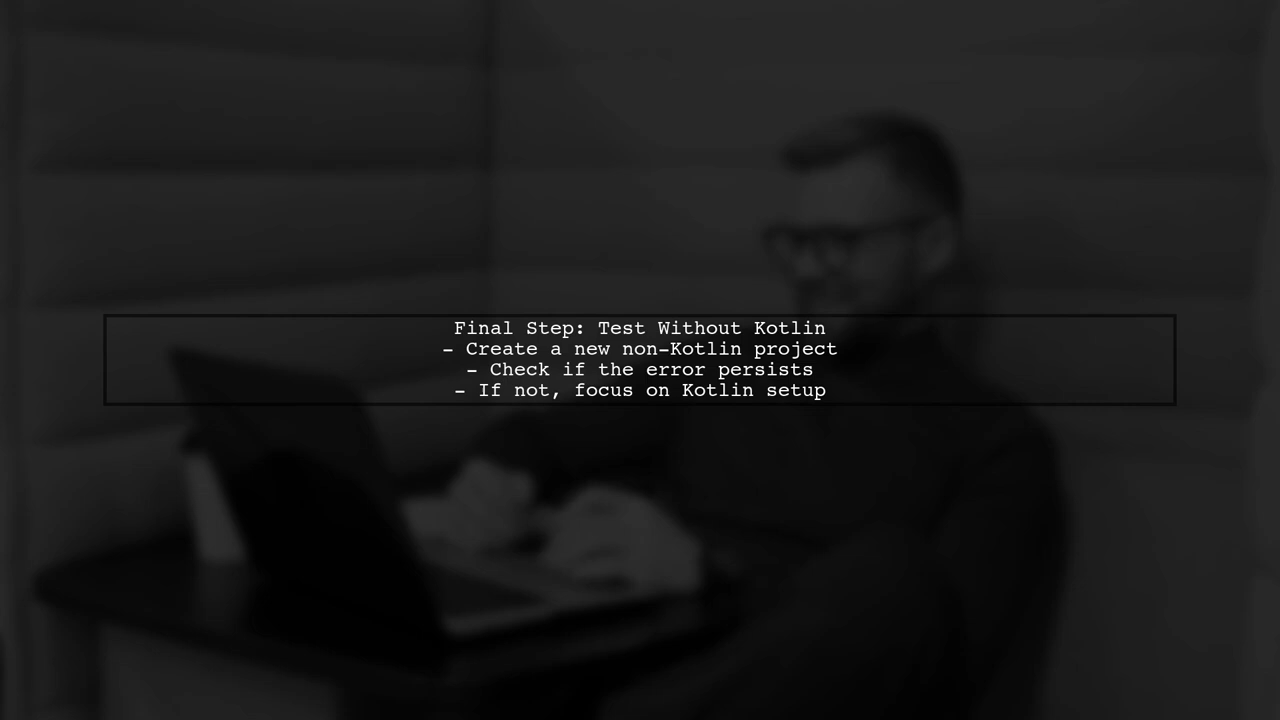 Final Step: Test Without Kotlin
- Create a new non-Kotlin project
- Check if the error persists
- If not, focus on Kotlin setup